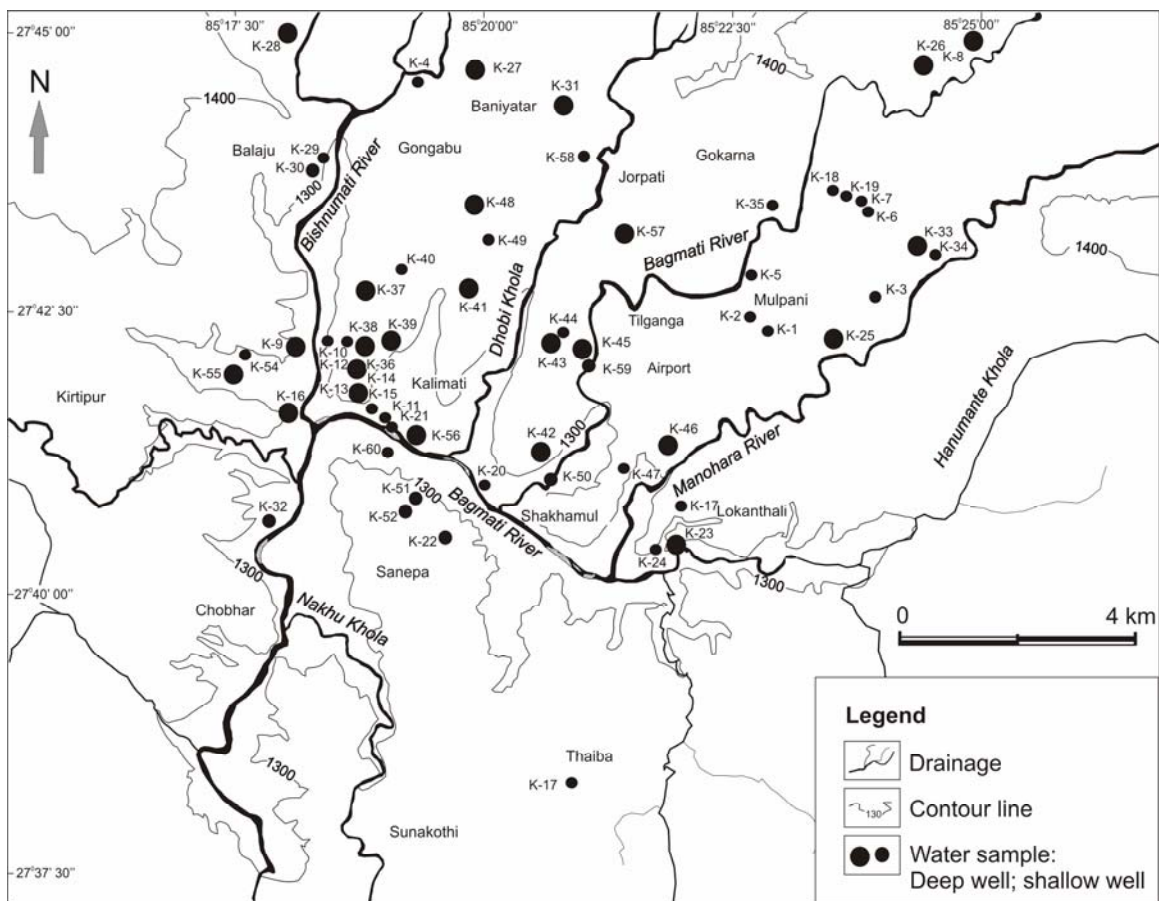 85°17' 30"
85°20' 00"
85°22' 30"
85°25' 00"
27°45' 00"
K-28
K-26
K-8
K-4
K-27
N
K-31
Baniyatar
1400
1400
K-29
Balaju
Gongabu
K-58
Gokarna
K-30
Jorpati
K-18
K-19
K-7
K-6
1300
K-48
K-35
Bishnumati River
K-49
K-57
K-33
K-34
Bagmati River
1400
K-40
K-5
K-37
K-41
Mulpani
K-3
27°42' 30"
Dhobi Khola
K-44
Tilganga
K-2
K-1
K-38
K-39
K-9
K-10
K-43
K-45
K-25
K-54
K-12
K-36
K-59
Airport
K-55
K-14
Kalimati
Kirtipur
K-13
K-15
K-16
K-11
K-21
K-56
K-42
1300
K-46
Hanumante Khola
K-60
K-20
K-50
K-47
Manohara River
K-51
1300
K-17
K-32
K-52
Bagmati River
Shakhamul
Lokanthali
K-22
K-23
K-24
Sanepa
1300
1300
27°40' 00"
Chobhar
Nakhu Khola
0
4 km
1300
Thaiba
K-17
Sunakothi
27°37' 30"
Legend
Drainage
130
Contour line
Water sample:
Deep well; shallow well